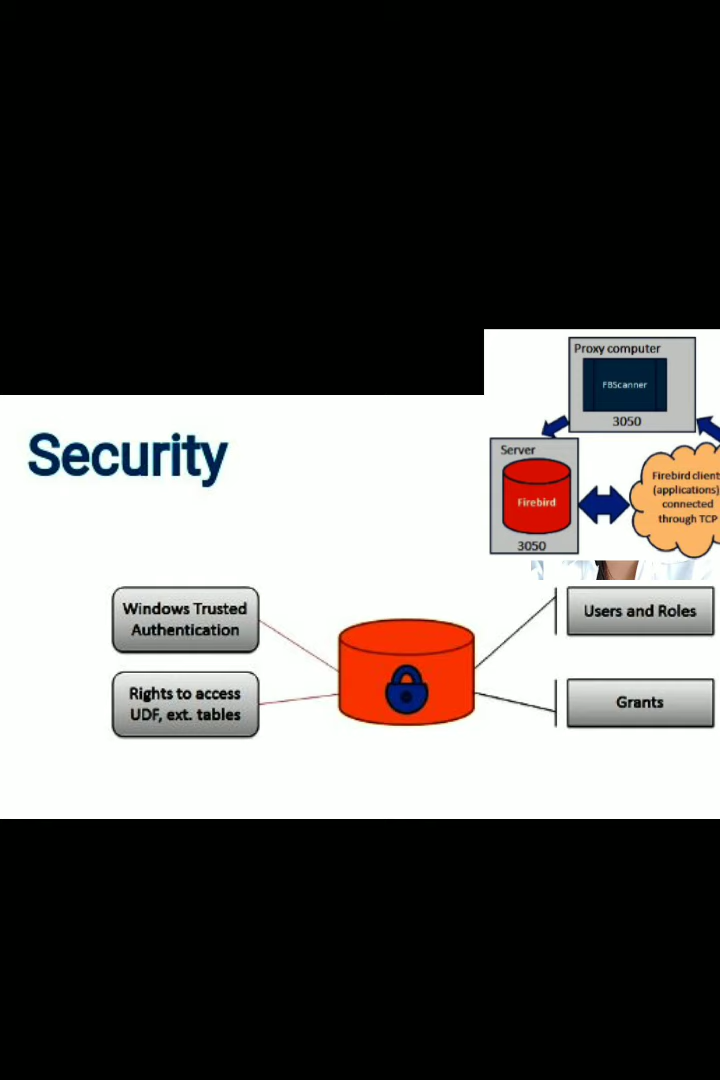 Proxy computer
FBScanner
3050
Security
Server
Firebird
3050
Firebird client
(applications)
connected
through TCP
Windows Trusted
Authentication
Rights to access
UDF, ext. tables
Users and Roles
Grants